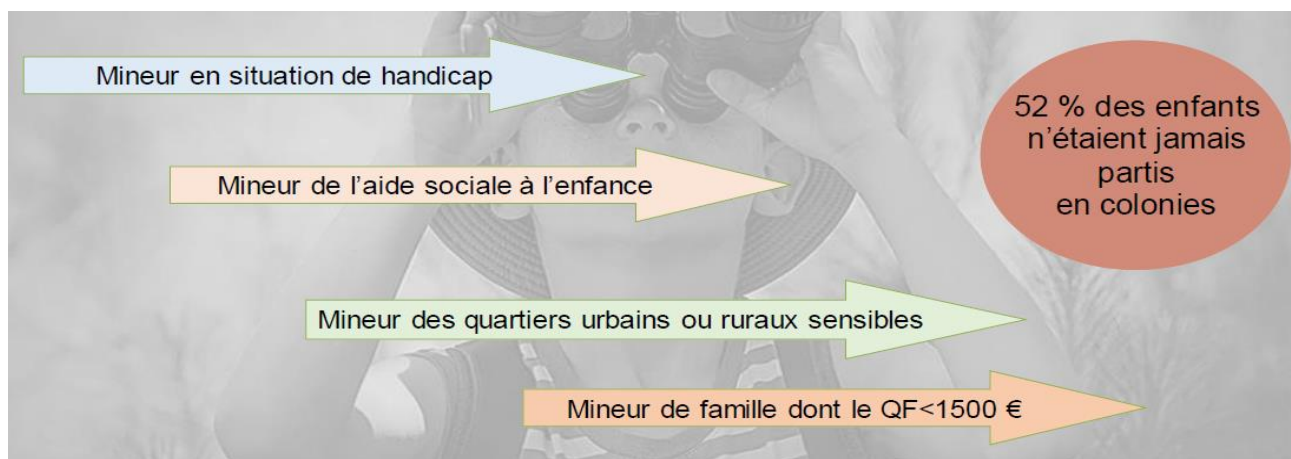 Mineur en situation de handicap
52 % des enfants
n'étaient jamais
partis
en colonies
Mineur de l'aide sociale à l'enfance
Mineur des quartiers urbains ou ruraux sensibles
Mineur de famille dont le QF<1500 €